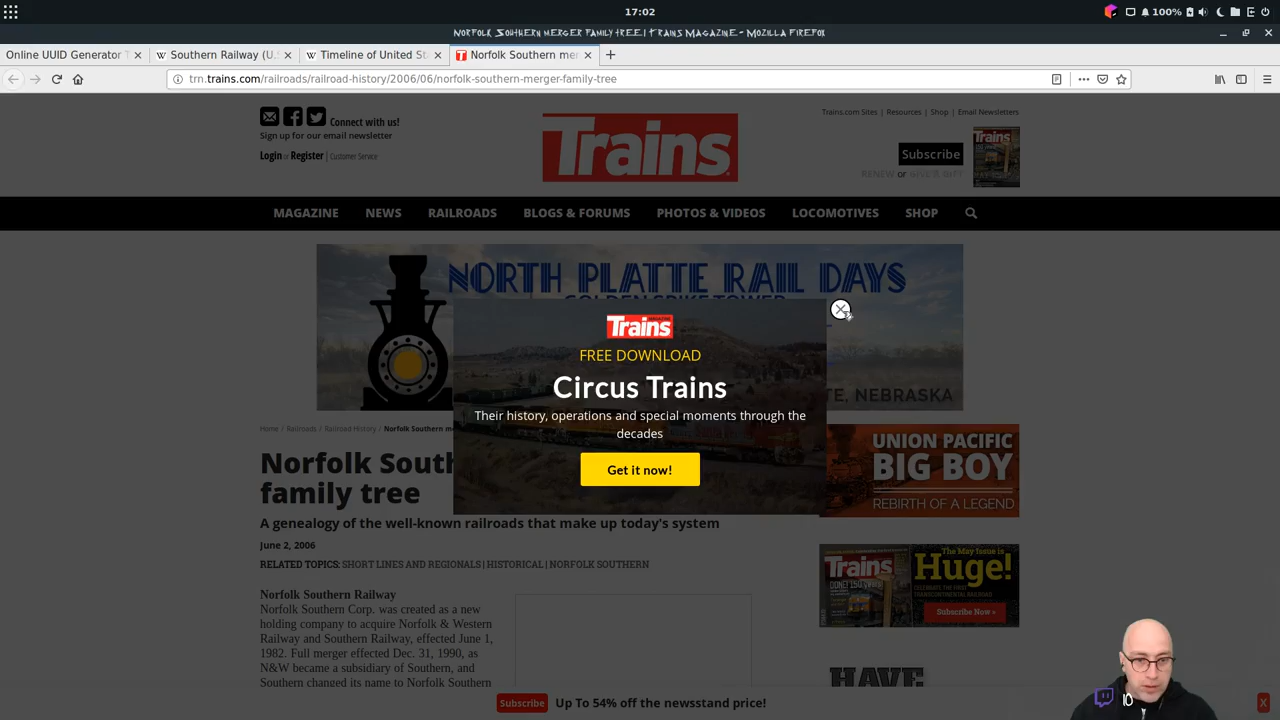 17:02
100%
Norfolk Southern merger family tree | Trains Magazine - Mozilla Firefox
Online UUID Generator T
Southern Railway (U.S
Timeline of United Sta
Norfolk Southern mer
trn.trains.com/railroads/railroad-history/2006/06/norfolk-southern-merger-family-tree
Connect with us!
Sign up for our email newsletter
Login or Register | Customer Service
Trains
Trains.com Sites | Resources | Shop | Email Newsletters
Subscribe
RENEW or GIVE A GIFT
Trains
MAGAZINE
NEWS
RAILROADS
BLOGS & FORUMS
PHOTOS & VIDEOS
LOCOMOTIVES
SHOP
NORTH PLATTE RAIL DAYS
GOLDEN SPIKE TOWER
TE, NEBRASKA
Trains
FREE DOWNLOAD
Circus Trains
Their history, operations and special moments through the
decades
Get it now!
Home / Railroads / Railroad History / Norfolk Southern m
Norfolk South
family tree
A genealogy of the well-known railroads that make up today's system
June 2, 2006
RELATED TOPICS: SHORT LINES AND REGIONALS | HISTORICAL | NORFOLK SOUTHERN
Norfolk Southern Railway
Norfolk Southern Corp. was created as a new
holding company to acquire Norfolk & Western
Railway and Southern Railway, effective June 1,
1982. Full merger effected Dec. 31, 1990, as
N&W became a subsidiary of Southern, and
Southern changed its name to Norfolk Southern
UNION PACIFIC
BIG BOY
REBIRTH OF A LEGEND
Trains
The May Issue is
Huge!
CELEBRATE THE FIRST
TRANSCONTINENTAL RAILROAD
Subscribe Now »
HAVE
Subscribe
Up To 54% off the newsstand price!
X